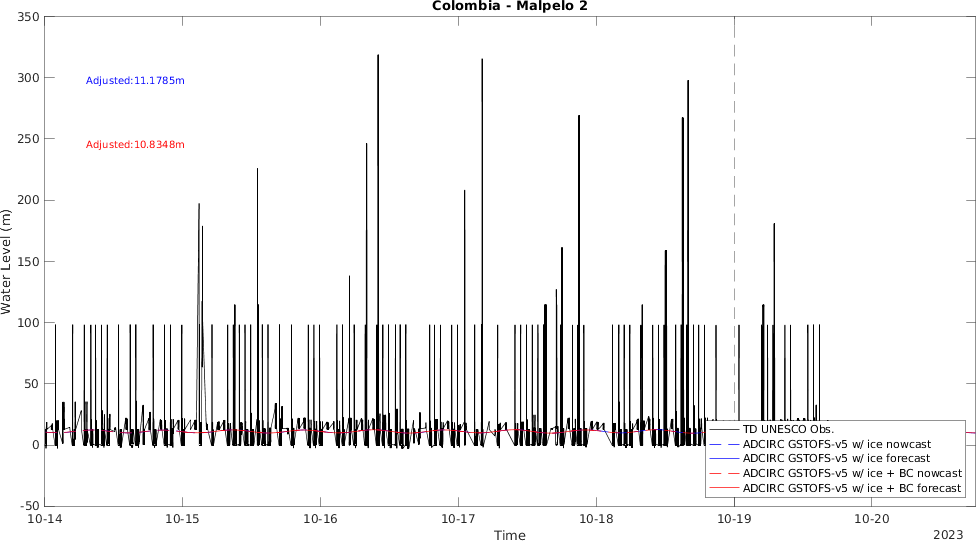 Colombia - Malpelo 2
350
300
250
200
150
100
50
0
-50
Water Level (m)
Adjusted:11.1785m
Adjusted:10.8348m
TD UNESCO Obs.
ADCIRC GSTOFS-v5 w/ ice nowcast
ADCIRC GSTOFS-v5 w/ ice forecast
ADCIRC GSTOFS-v5 w/ ice + BC nowcast
ADCIRC GSTOFS-v5 w/ ice + BC forecast
10-14 10-15 10-16 10-17 10-18 10-19 10-20
Time
2023